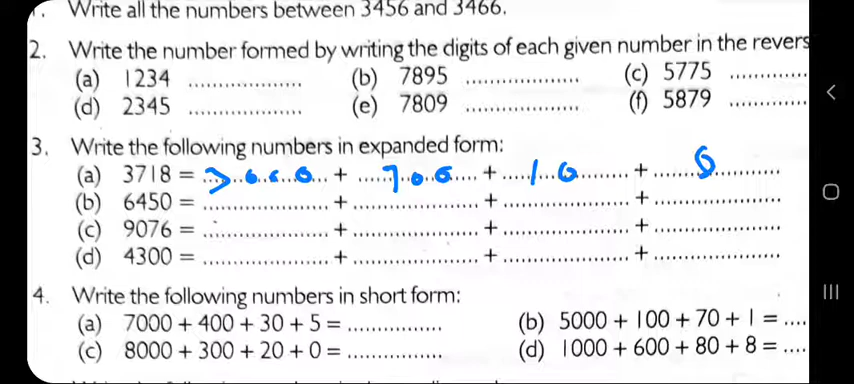 1. Write all the numbers between 3456 and 3466.
2. Write the number formed by writing the digits of each given number in the revers
(a) 1234 .................. (b) 7895 .................. (c) 5775 ............
(d) 2345 .................. (e) 7809 .................. (f) 5879 ............
3. Write the following numbers in expanded form:
(a) 3718 = 3000 + 700 + 10 + 8
(b) 6450 = .................... + .................... + .................... + ....................
(c) 9076 = .................... + .................... + .................... + ....................
(d) 4300 = .................... + .................... + .................... + ....................
4. Write the following numbers in short form:
(a) 7000 + 400 + 30 + 5 = ................ (b) 5000 + 100 + 70 + 1 = ....
(c) 8000 + 300 + 20 + 0 = ................ (d) 1000 + 600 + 80 + 8 = ....